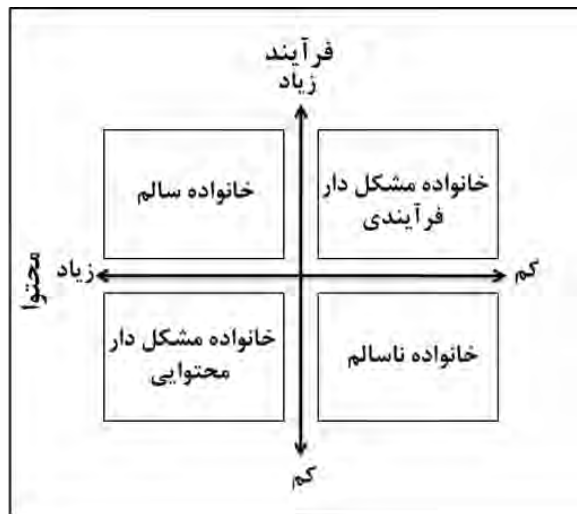 فرآیند
زیاد
خانواده مشکل دار
فرآیندی
خانواده سالم
محتوا
کم
زیاد
خانواده ناسالم
خانواده مشکل دار
محتوایی
کم